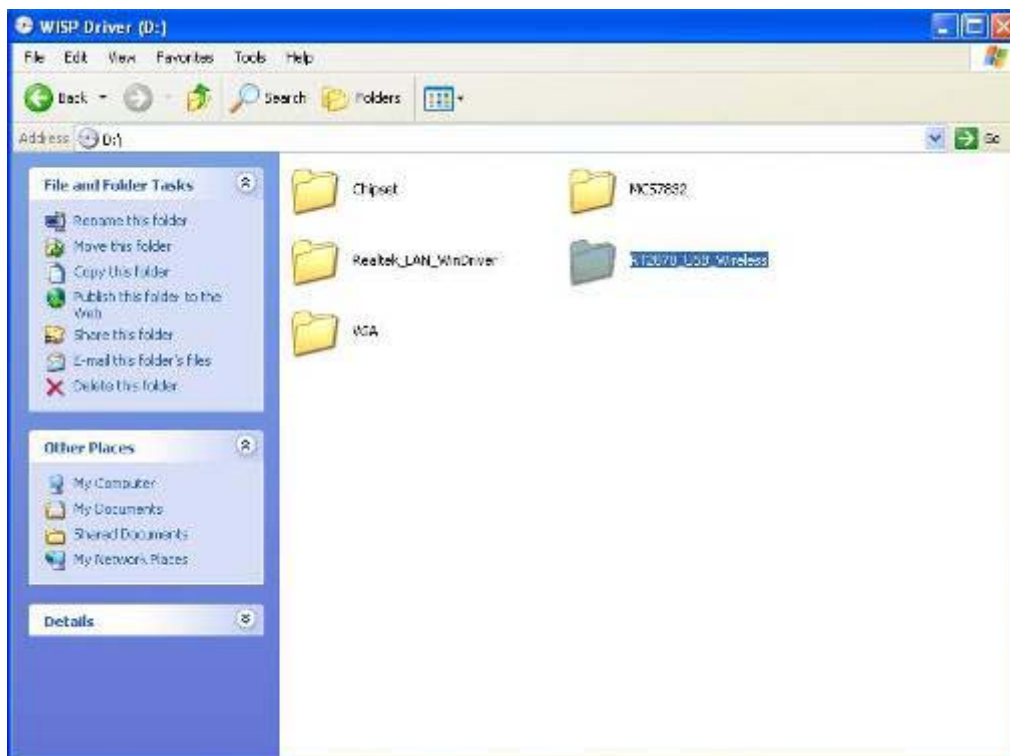 WISP Driver (D:)
File Edit View Favorites Tools Help
Back Search Folders
Address D:\ Go
File and Folder Tasks
Rename this folder
Move this folder
Copy this folder
Publish this folder to the
Web
Share this folder
E-mail this folder's files
Delete this folder
Other Places
My Computer
My Documents
Shared Documents
My Network Places
Details
Chipset
MCS7832
Realtek_LAN_WinDriver
RT2870_USB_Wireless
VGA